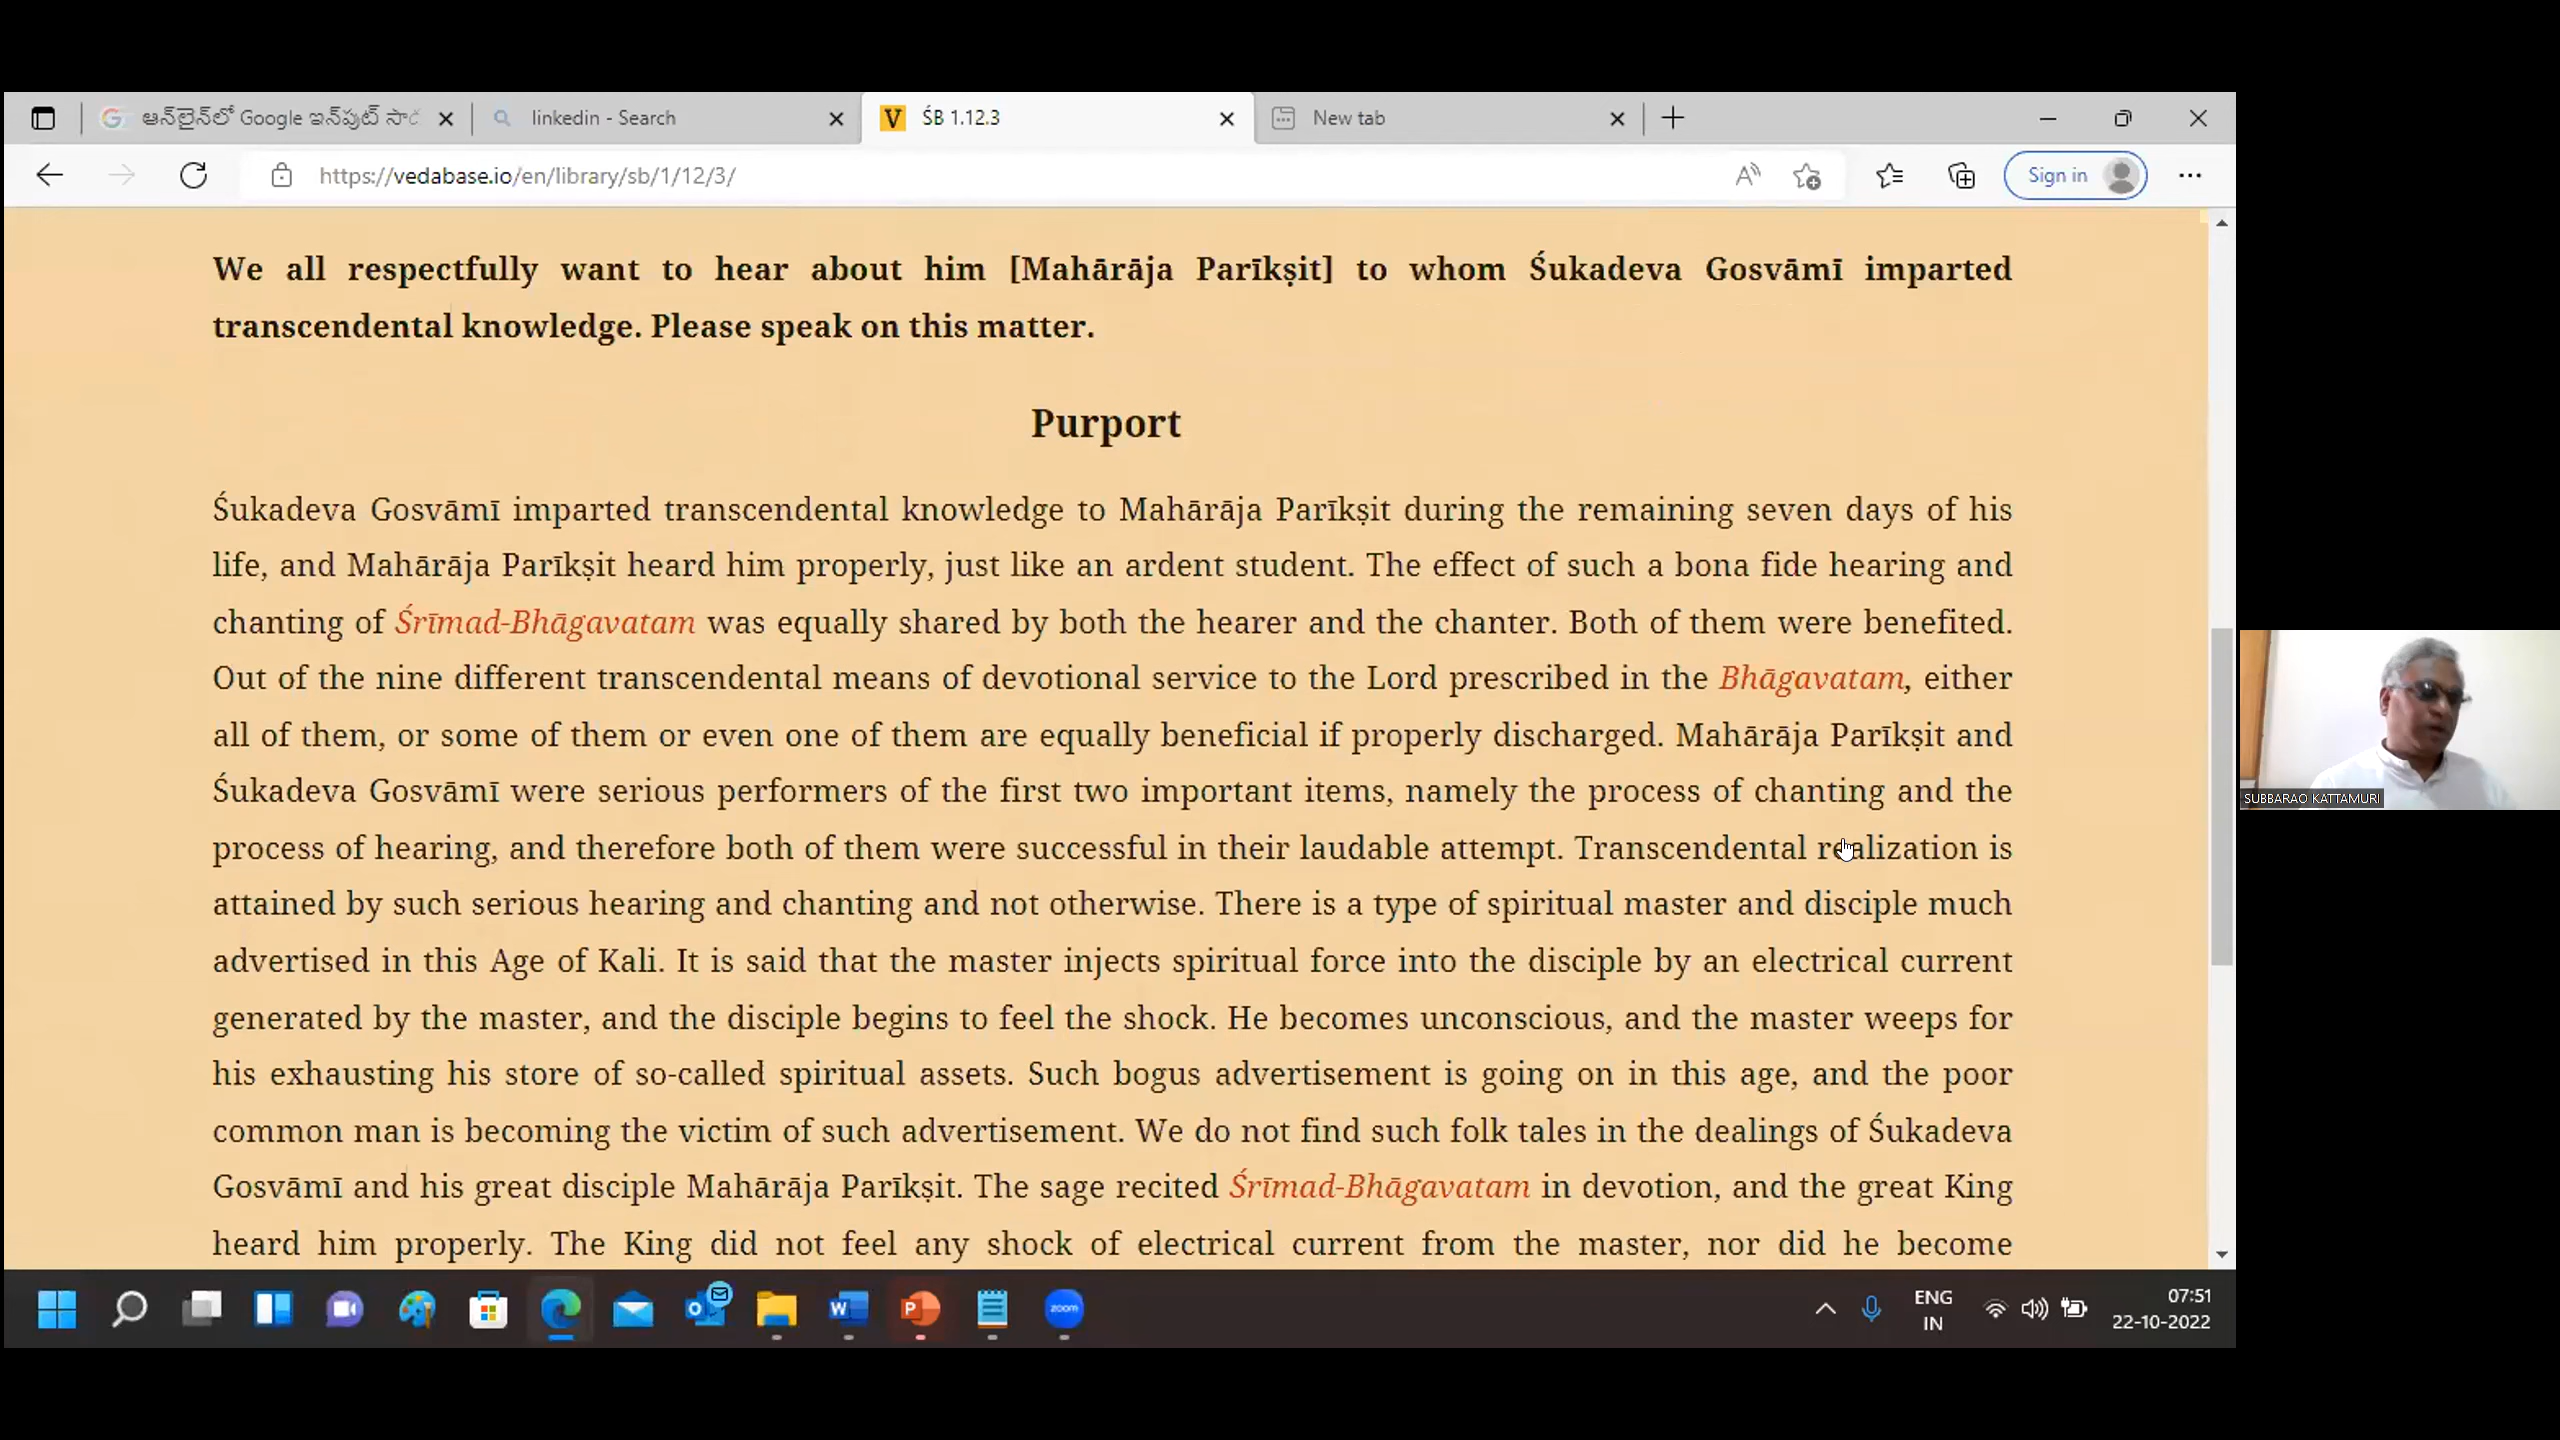 ఆన్‌లైన్‌లో Google ఇన్‌పుట్ సా
linkedin - Search
ŚB 1.12.3
New tab
https://vedabase.io/en/library/sb/1/12/3/
Sign in
We all respectfully want to hear about him [Mahārāja Parīkṣit] to whom Śukadeva Gosvāmī imparted
transcendental knowledge. Please speak on this matter.
Purport
Śukadeva Gosvāmī imparted transcendental knowledge to Mahārāja Parīkṣit during the remaining seven days of his
life, and Mahārāja Parīkṣit heard him properly, just like an ardent student. The effect of such a bona fide hearing and
chanting of Śrīmad-Bhāgavatam was equally shared by both the hearer and the chanter. Both of them were benefited.
Out of the nine different transcendental means of devotional service to the Lord prescribed in the Bhāgavatam, either
all of them, or some of them or even one of them are equally beneficial if properly discharged. Mahārāja Parīkṣit and
Śukadeva Gosvāmī were serious performers of the first two important items, namely the process of chanting and the
process of hearing, and therefore both of them were successful in their laudable attempt. Transcendental realization is
attained by such serious hearing and chanting and not otherwise. There is a type of spiritual master and disciple much
advertised in this Age of Kali. It is said that the master injects spiritual force into the disciple by an electrical current
generated by the master, and the disciple begins to feel the shock. He becomes unconscious, and the master weeps for
his exhausting his store of so-called spiritual assets. Such bogus advertisement is going on in this age, and the poor
common man is becoming the victim of such advertisement. We do not find such folk tales in the dealings of Śukadeva
Gosvāmī and his great disciple Mahārāja Parīkṣit. The sage recited Śrīmad-Bhāgavatam in devotion, and the great King
heard him properly. The King did not feel any shock of electrical current from the master, nor did he become
SUBBARAO KATTAMURI
zoom
ENG
IN
07:51
22-10-2022